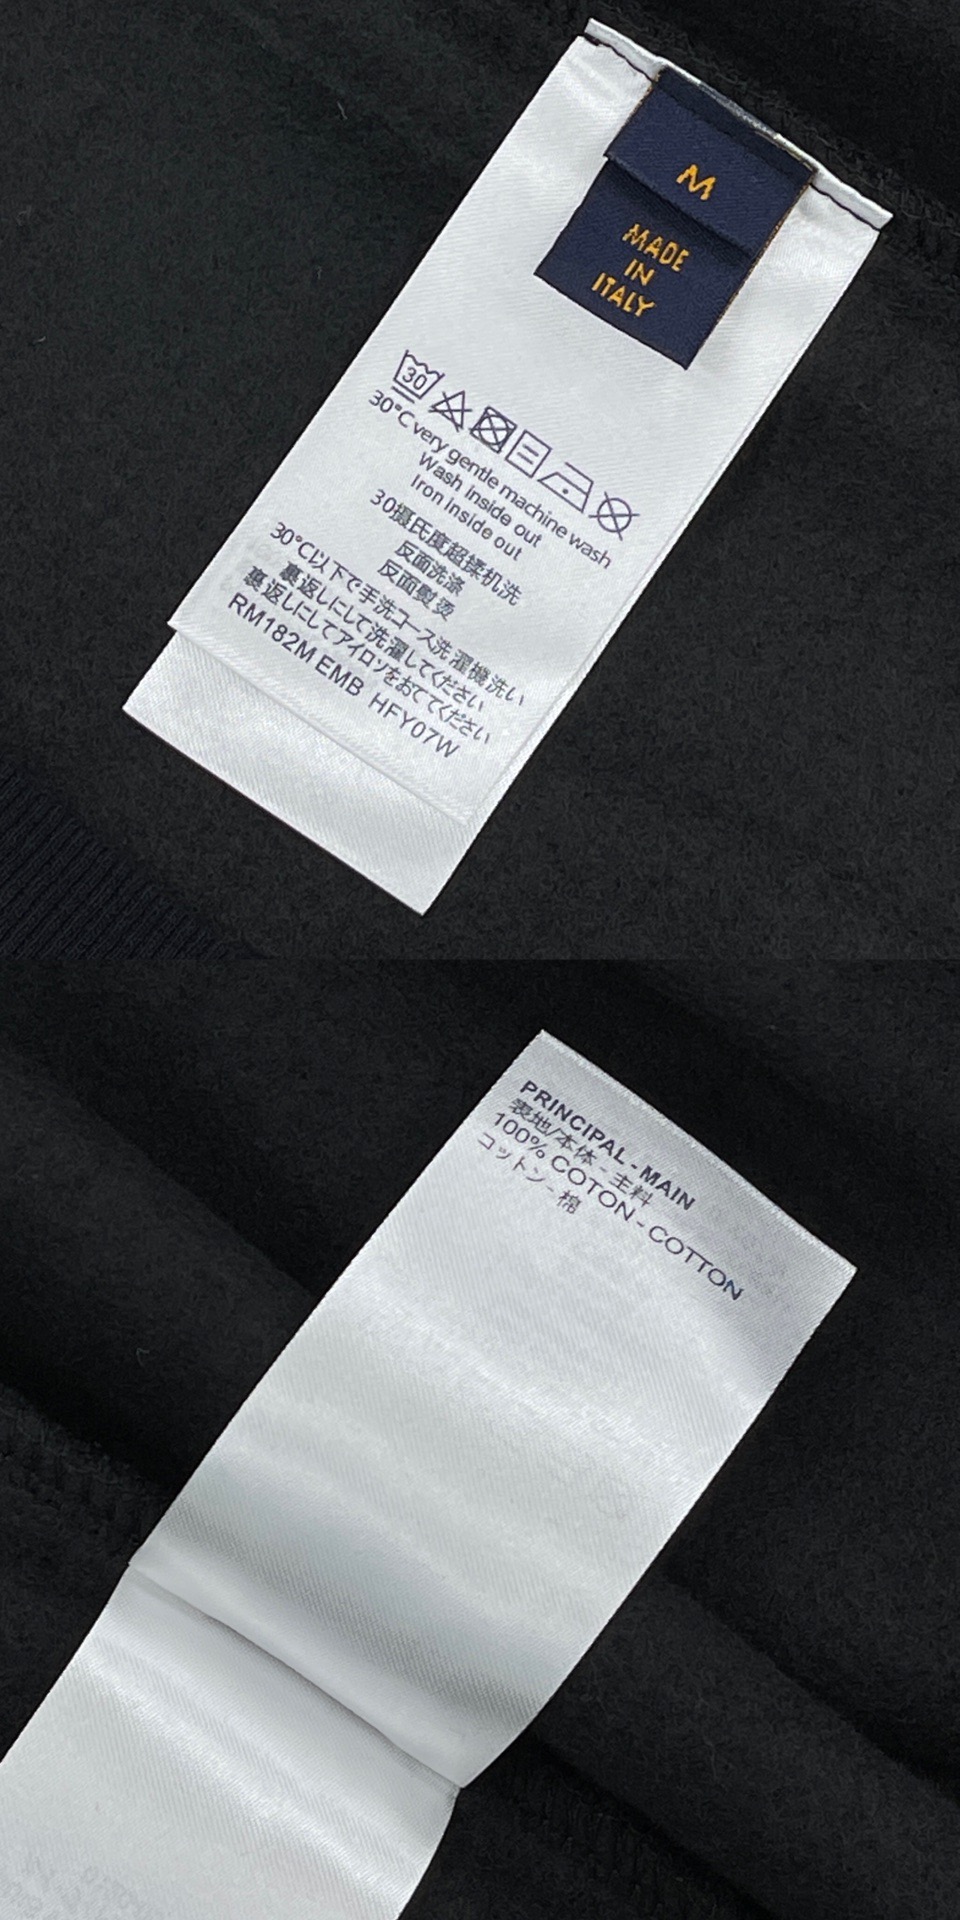 M
MADE
IN
ITALY
30
30°C very gentle machine wash
Wash inside out
Iron inside out
30摄氏度超揉机洗
反面洗涤
反面熨烫
30°C以下で手洗コース洗濯機洗い
裏返しにして洗濯してください
裏返しにしてアイロソをおててください
RM182M EMB HFY07W
PRINCIPAL - MAIN
表地/本体 - 主料
100% COTON - COTTON
コットン - 棉